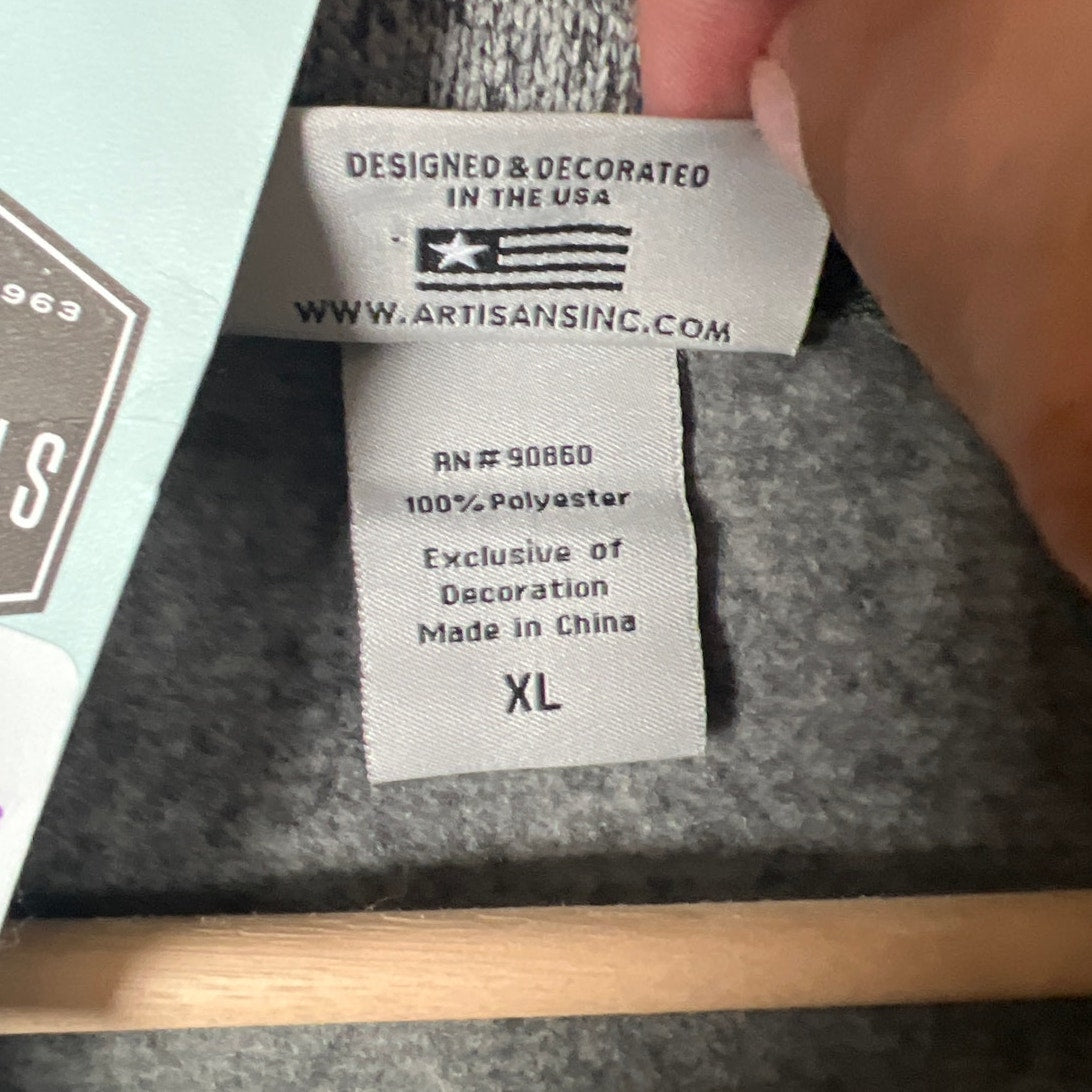 DESIGNED & DECORATED
IN THE USA
WWW.ARTISANSINC.COM
RN# 90860
100% Polyester
Exclusive of
Decoration
Made in China
XL
963
S